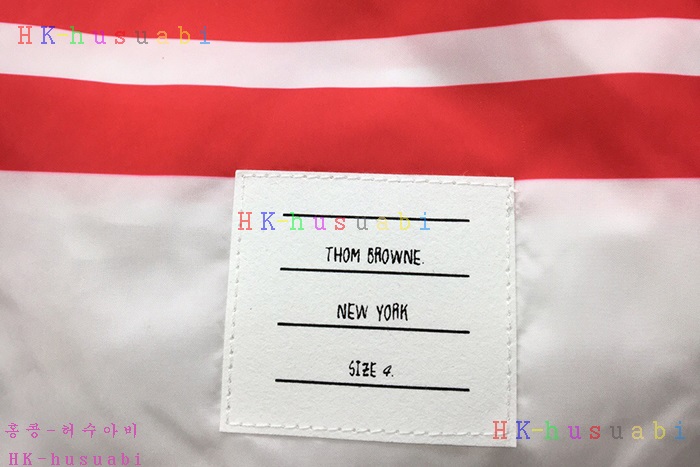 HK-husuabi
HK-husuabi
THOM BROWNE.
NEW YORK
SIZE 4.
홍콩-허수아비
HK-husuabi
HK-husuabi